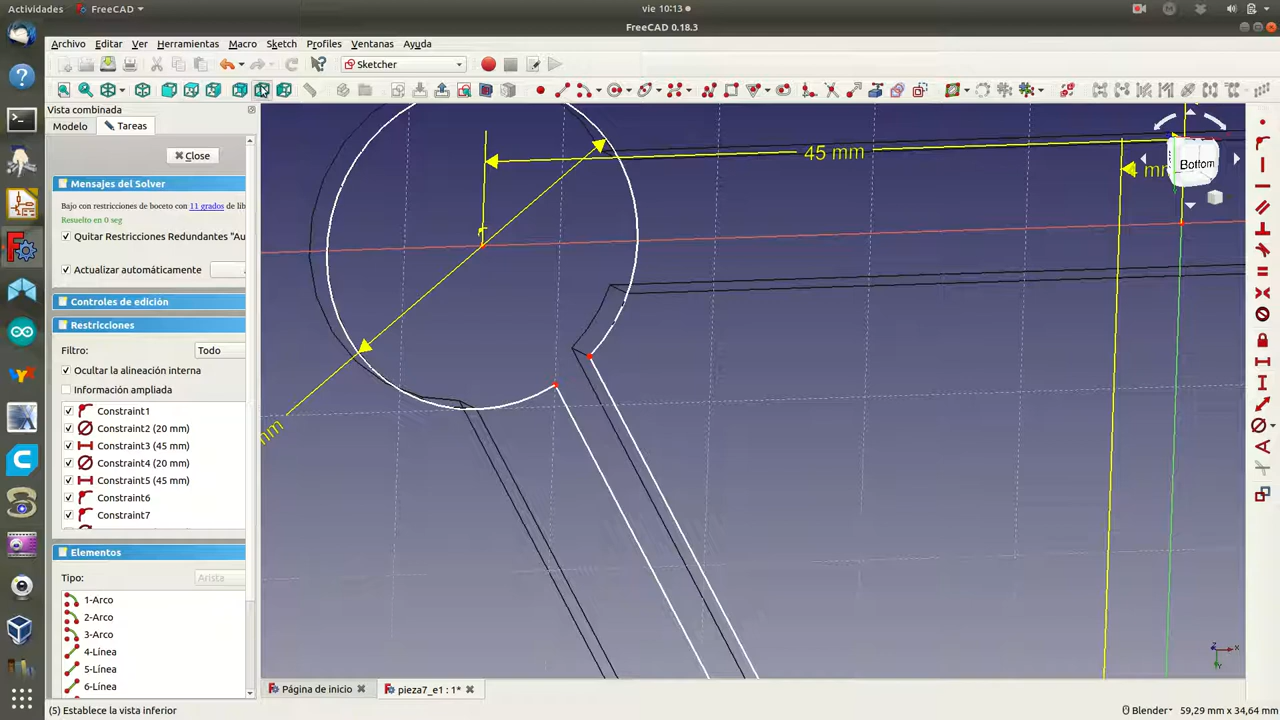 Actividades FreeCAD vie 10:13
FreeCAD 0.18.3
Archivo Editar Ver Herramientas Macro Sketch Profiles Ventanas Ayuda
Sketcher
Vista combinada
Modelo Tareas
Close
Mensajes del Solver
Bajo con restricciones de boceto con 11 grados de lib
Resuelto en 0 seg
Quitar Restricciones Redundantes "Au
Actualizar automáticamente
Controles de edición
Restricciones
Filtro: Todo
Ocultar la alineación interna
Información ampliada
Constraint1
Constraint2 (20 mm)
Constraint3 (45 mm)
Constraint4 (20 mm)
Constraint5 (45 mm)
Constraint6
Constraint7
Elementos
Tipo: Arista
1-Arco
2-Arco
3-Arco
4-Línea
5-Línea
6-Línea
45 mm
Bottom
mm
Página de inicio pieza7_e1 : 1*
(5) Establece la vista inferior
Blender 59,29 mm x 34,64 mm